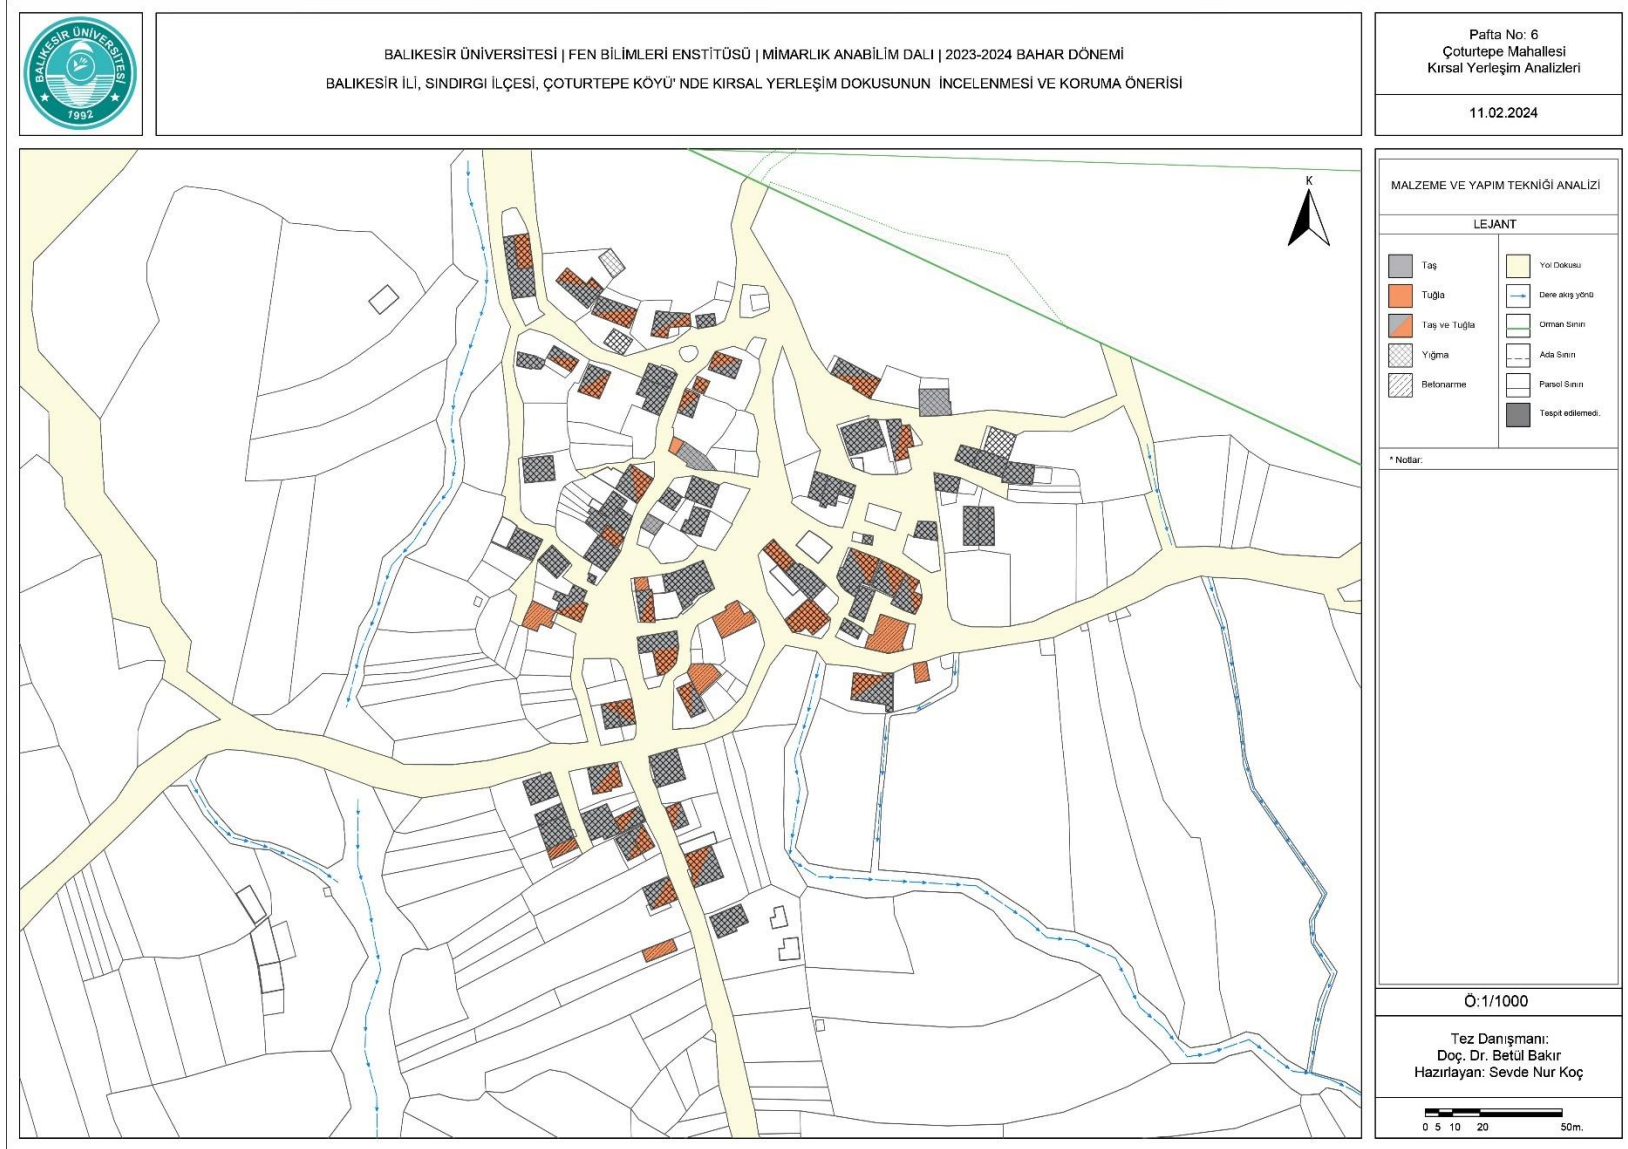 BALIKESİR ÜNİVERSİTESİ
1992
BALIKESİR ÜNİVERSİTESİ | FEN BİLİMLERİ ENSTİTÜSÜ | MİMARLIK ANABİLİM DALI | 2023-2024 BAHAR DÖNEMİ
BALIKESİR İLİ, SINDIRGI İLÇESİ, ÇOTURTEPE KÖYÜ' NDE KIRSAL YERLEŞİM DOKUSUNUN İNCELENMESİ VE KORUMA ÖNERİSİ
Pafta No: 6
Çoturtepe Mahallesi
Kırsal Yerleşim Analizleri
11.02.2024
K
MALZEME VE YAPIM TEKNİĞİ ANALİZİ
LEJANT
Taş
Tuğla
Taş ve Tuğla
Yığma
Betonarme
Yol Dokusu
Dere akış yönü
Orman Sınırı
Ada Sınırı
Parsel Sınırı
Tespit edilemedi.
* Notlar:
Ö:1/1000
Tez Danışmanı:
Doç. Dr. Betül Bakır
Hazırlayan: Sevde Nur Koç
0 5 10 20 50m.